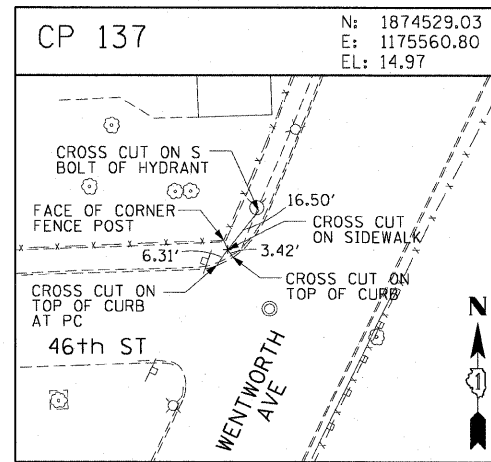 CP 137
N: 1874529.03
E: 1175560.80
EL: 14.97
CROSS CUT ON S
BOLT OF HYDRANT
16.50'
FACE OF CORNER
FENCE POST
CROSS CUT
ON SIDEWALK
6.31'
3.42'
CROSS CUT ON
TOP OF CURB
AT PC
CROSS CUT ON
TOP OF CURB
46th ST
WENTWORTH
AVE
N
1